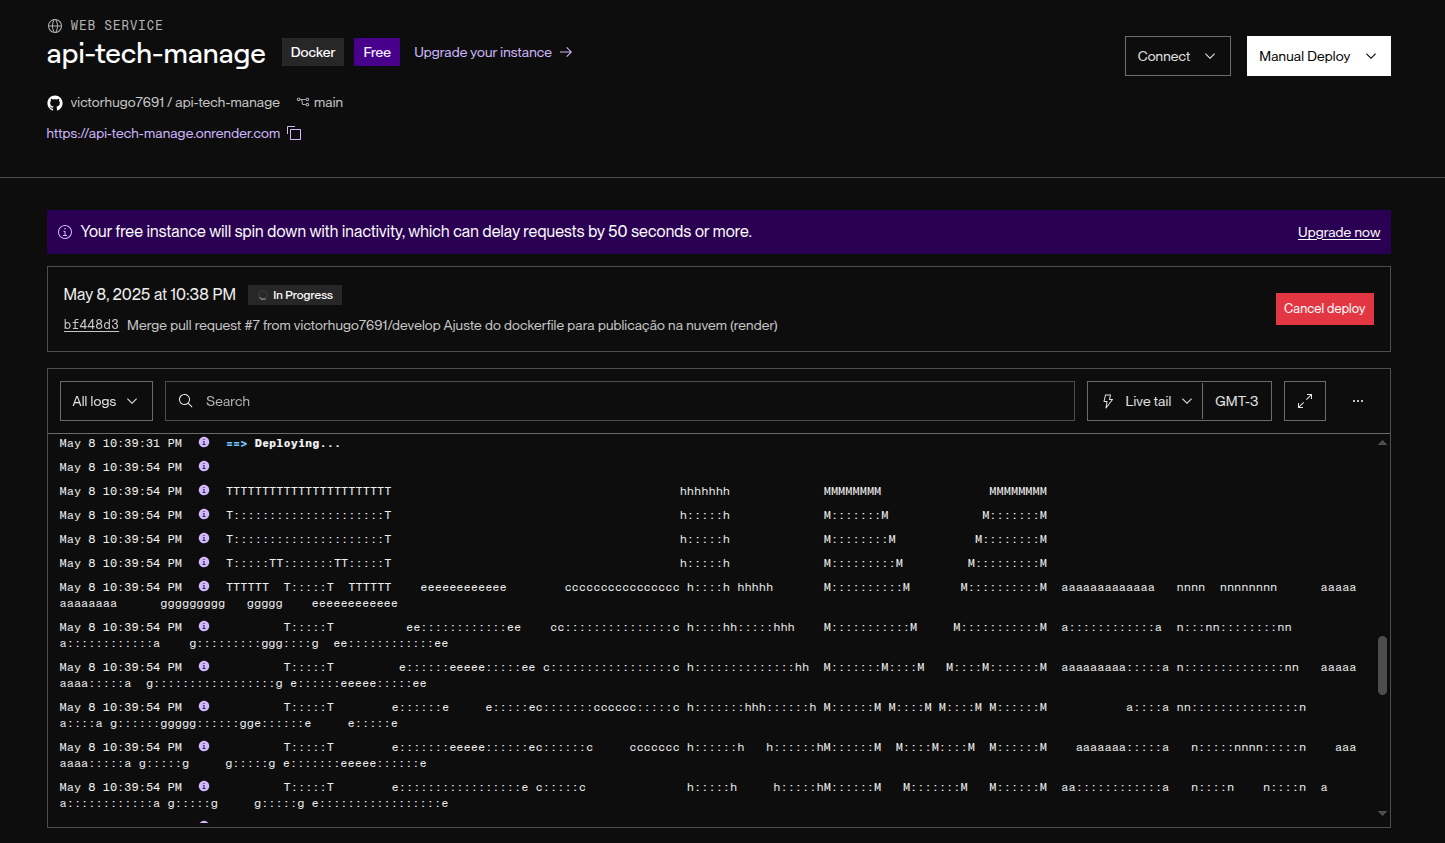 WEB SERVICE
api-tech-manage Docker Free Upgrade your instance → Connect Manual Deploy
victorhugo7691 / api-tech-manage main
https://api-tech-manage.onrender.com
Your free instance will spin down with inactivity, which can delay requests by 50 seconds or more. Upgrade now
May 8, 2025 at 10:38 PM In Progress
Cancel deploy
bf448d3 Merge pull request #7 from victorhugo7691/develop Ajuste do dockerfile para publicação na nuvem (render)
All logs Search Live tail GMT-3 ...
May 8 10:39:31 PM ==> Deploying...
May 8 10:39:54 PM
May 8 10:39:54 PM TTTTTTTTTTTTTTTTTTTTTTT hhhhhhh MMMMMMMM MMMMMMMM
May 8 10:39:54 PM T:::::::::::::::::::::T h:::::h M:::::::M M:::::::M
May 8 10:39:54 PM T:::::::::::::::::::::T h:::::h M::::::::M M::::::::M
May 8 10:39:54 PM T:::::TT:::::::TT:::::T h:::::h M:::::::::M M:::::::::M
May 8 10:39:54 PM TTTTTT T:::::T TTTTTT eeeeeeeeeeee cccccccccccccccc h::::h hhhhh M::::::::::M M::::::::::M aaaaaaaaaaaaa nnnn nnnnnnnn aaaaa
aaaaaaaa ggggggggg ggggg eeeeeeeeeeee
May 8 10:39:54 PM T:::::T ee::::::::::::ee cc:::::::::::::::c h::::hh:::::hhh M:::::::::::M M:::::::::::M a::::::::::::a n:::nn::::::::nn
a::::::::::::a g:::::::::ggg::::g ee::::::::::::ee
May 8 10:39:54 PM T:::::T e::::::eeeee:::::ee c:::::::::::::::::c h::::::::::::::hh M:::::::M::::M M::::M:::::::M aaaaaaaaa:::::a n::::::::::::::nn aaaaa
aaaa:::::a g:::::::::::::::::g e::::::eeeee:::::ee
May 8 10:39:54 PM T:::::T e::::::e e:::::ec:::::::cccccc:::::c h:::::::hhh::::::h M::::::M M::::M M::::M M::::::M a::::a nn:::::::::::::::n
a::::a g::::::ggggg::::::gge::::::e e:::::e
May 8 10:39:54 PM T:::::T e:::::::eeeee::::::ec::::::c ccccccc h::::::h h::::::hM::::::M M::::M::::M M::::::M aaaaaaa:::::a n:::::nnnn:::::n aaa
aaaa:::::a g:::::g g:::::g e:::::::eeeee::::::e
May 8 10:39:54 PM T:::::T e:::::::::::::::::e c:::::c h:::::h h:::::hM::::::M M:::::::M M::::::M aa::::::::::::a n::::n n::::n a
a::::::::::::a g:::::g g:::::g e:::::::::::::::::e